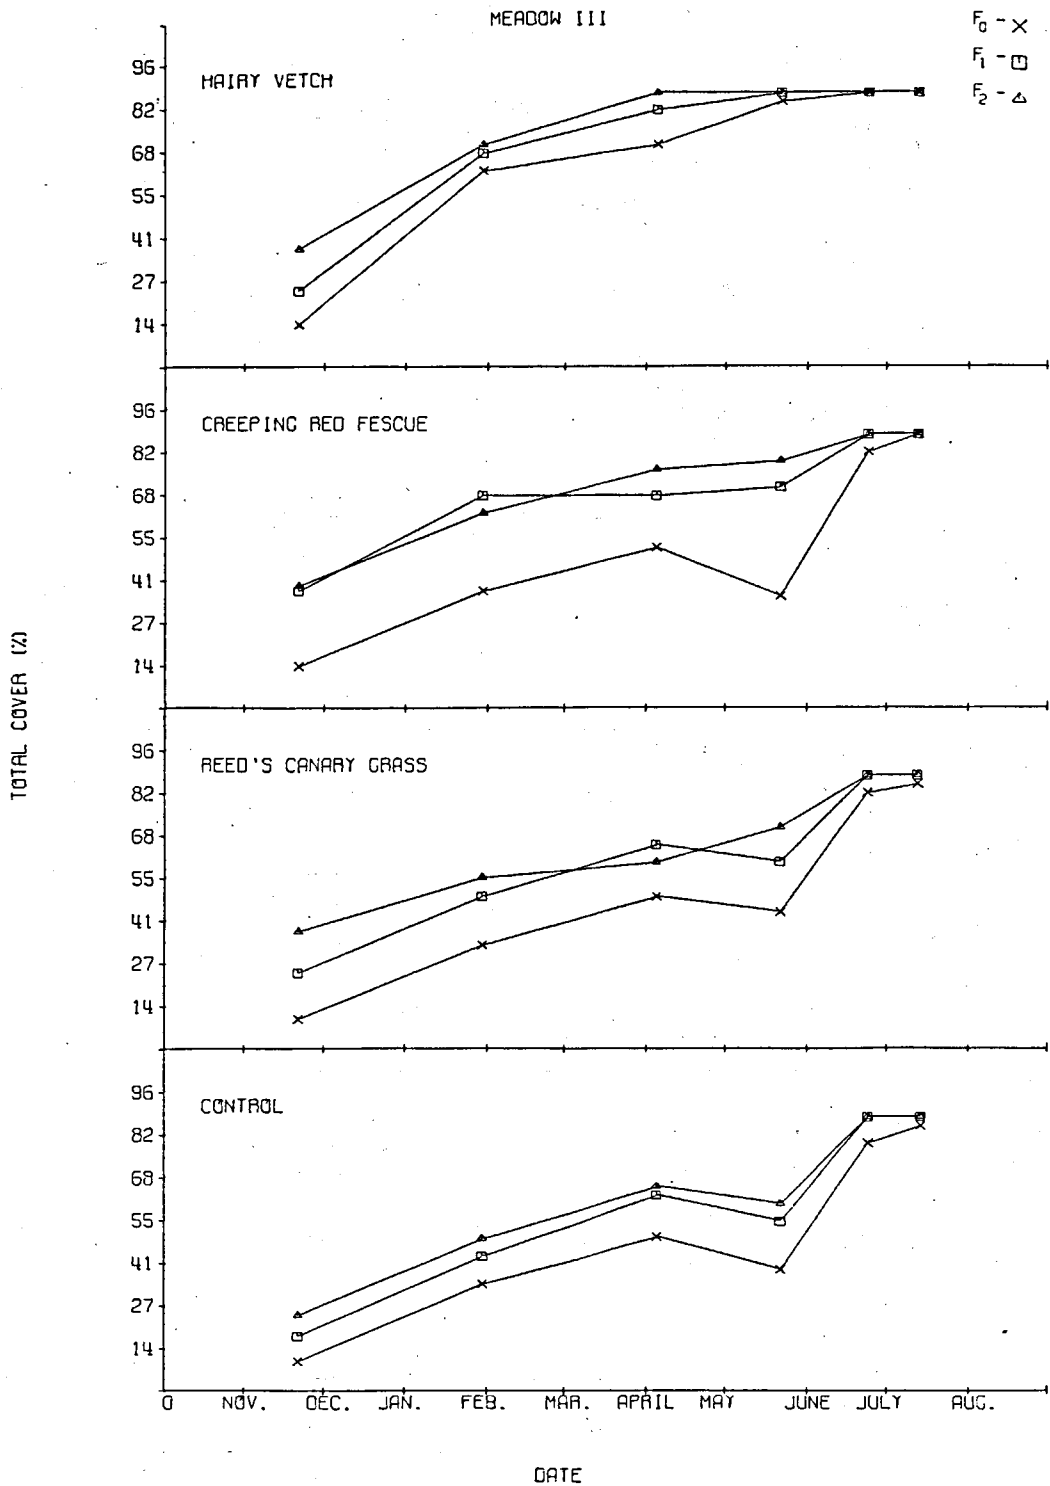 MEADOW III
F0 - ×
F1 - □
F2 - △
HAIRY VETCH
96
82
68
55
41
27
14
CREEPING RED FESCUE
96
82
68
55
41
27
14
TOTAL COVER (%)
REED'S CANARY GRASS
96
82
68
55
41
27
14
CONTROL
96
82
68
55
41
27
14
0 NOV. DEC. JAN. FEB. MAR. APRIL MAY JUNE JULY AUG.
DATE